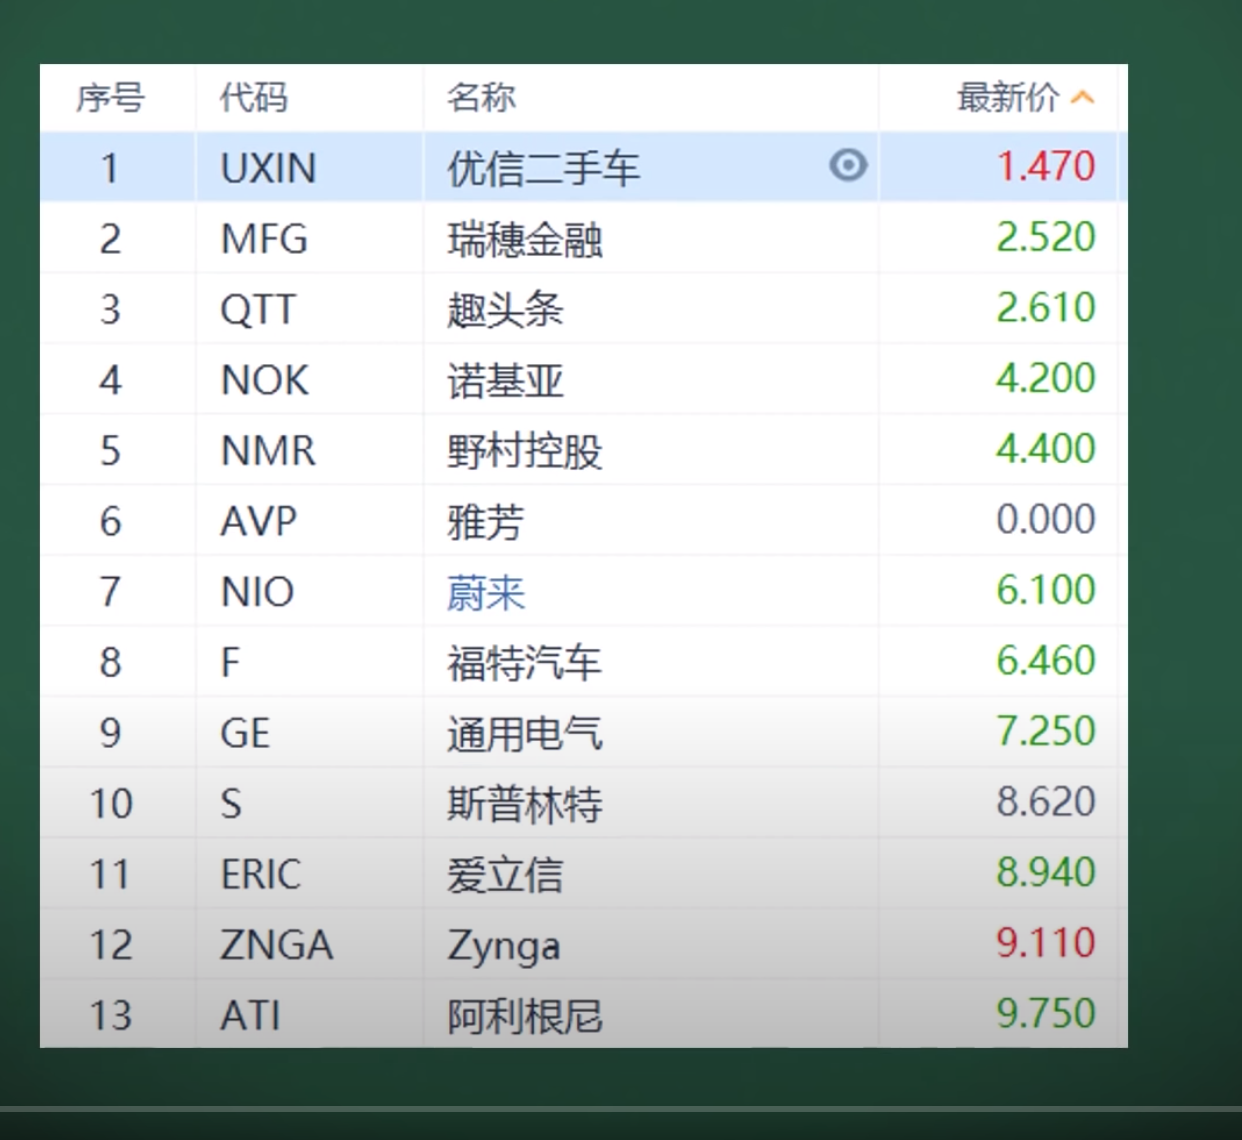 序号 代码 名称 最新价
1 UXIN 优信二手车 1.470
2 MFG 瑞穗金融 2.520
3 QTT 趣头条 2.610
4 NOK 诺基亚 4.200
5 NMR 野村控股 4.400
6 AVP 雅芳 0.000
7 NIO 蔚来 6.100
8 F 福特汽车 6.460
9 GE 通用电气 7.250
10 S 斯普林特 8.620
11 ERIC 爱立信 8.940
12 ZNGA Zynga 9.110
13 ATI 阿利根尼 9.750